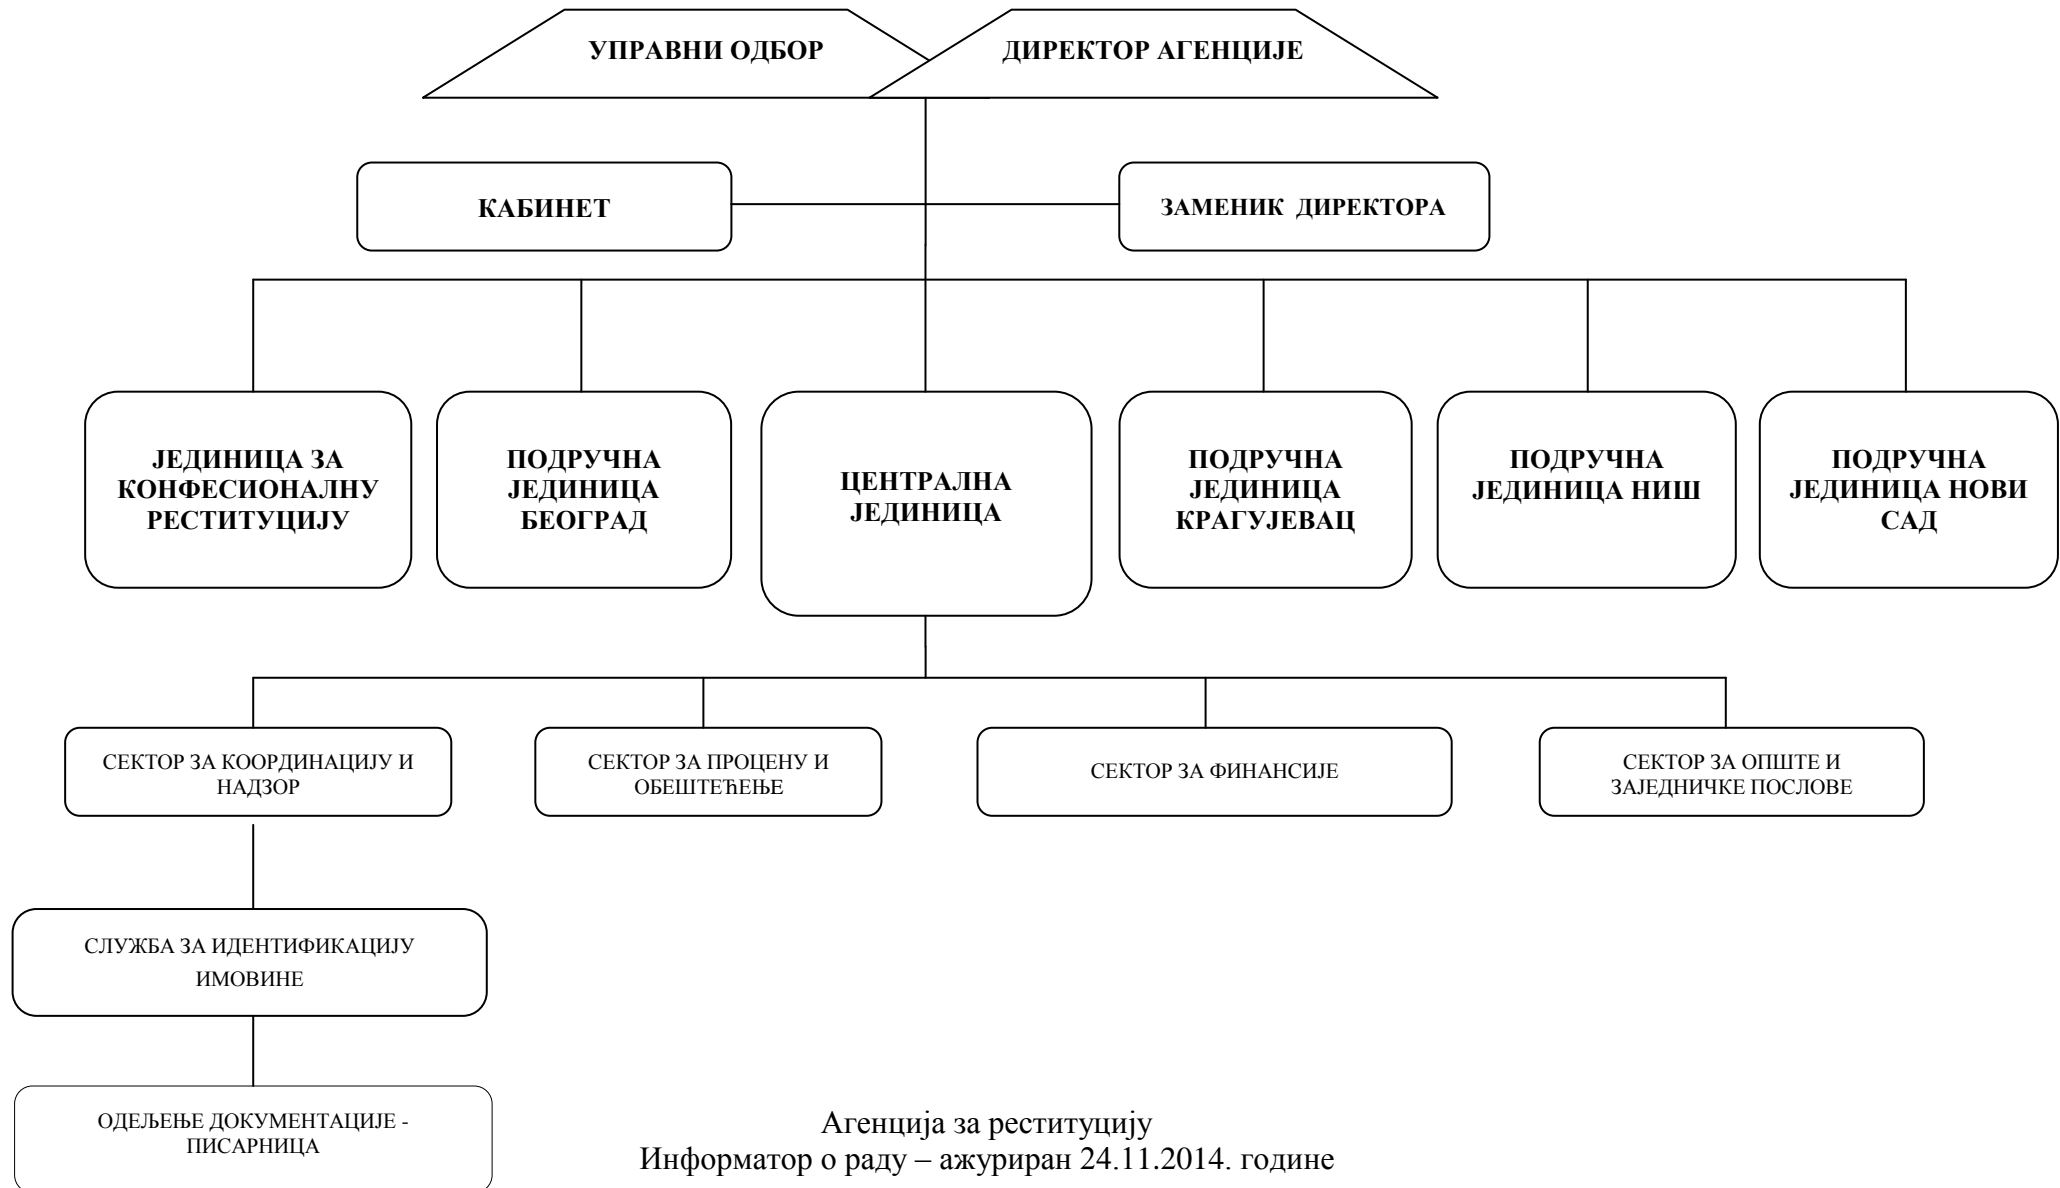 УПРАВНИ ОДБОР
ДИРЕКТОР АГЕНЦИЈЕ
КАБИНЕТ
ЗАМЕНИК ДИРЕКТОРА
ЈЕДИНИЦА ЗА
КОНФЕСИОНАЛНУ
РЕСТИТУЦИЈУ
ПОДРУЧНА
ЈЕДИНИЦА
БЕОГРАД
ЦЕНТРАЛНА
ЈЕДИНИЦА
ПОДРУЧНА
ЈЕДИНИЦА
КРАГУЈЕВАЦ
ПОДРУЧНА
ЈЕДИНИЦА НИШ
ПОДРУЧНА
ЈЕДИНИЦА НОВИ
САД
СЕКТОР ЗА КООРДИНАЦИЈУ И
НАДЗОР
СЕКТОР ЗА ПРОЦЕНУ И
ОБЕШТЕЋЕЊЕ
СЕКТОР ЗА ФИНАНСИЈЕ
СЕКТОР ЗА ОПШТЕ И
ЗАЈЕДНИЧКЕ ПОСЛОВЕ
СЛУЖБА ЗА ИДЕНТИФИКАЦИЈУ
ИМОВИНЕ
ОДЕЉЕЊЕ ДОКУМЕНТАЦИЈЕ -
ПИСАРНИЦА
Агенција за реституцију
Информатор о раду – ажуриран 24.11.2014. године